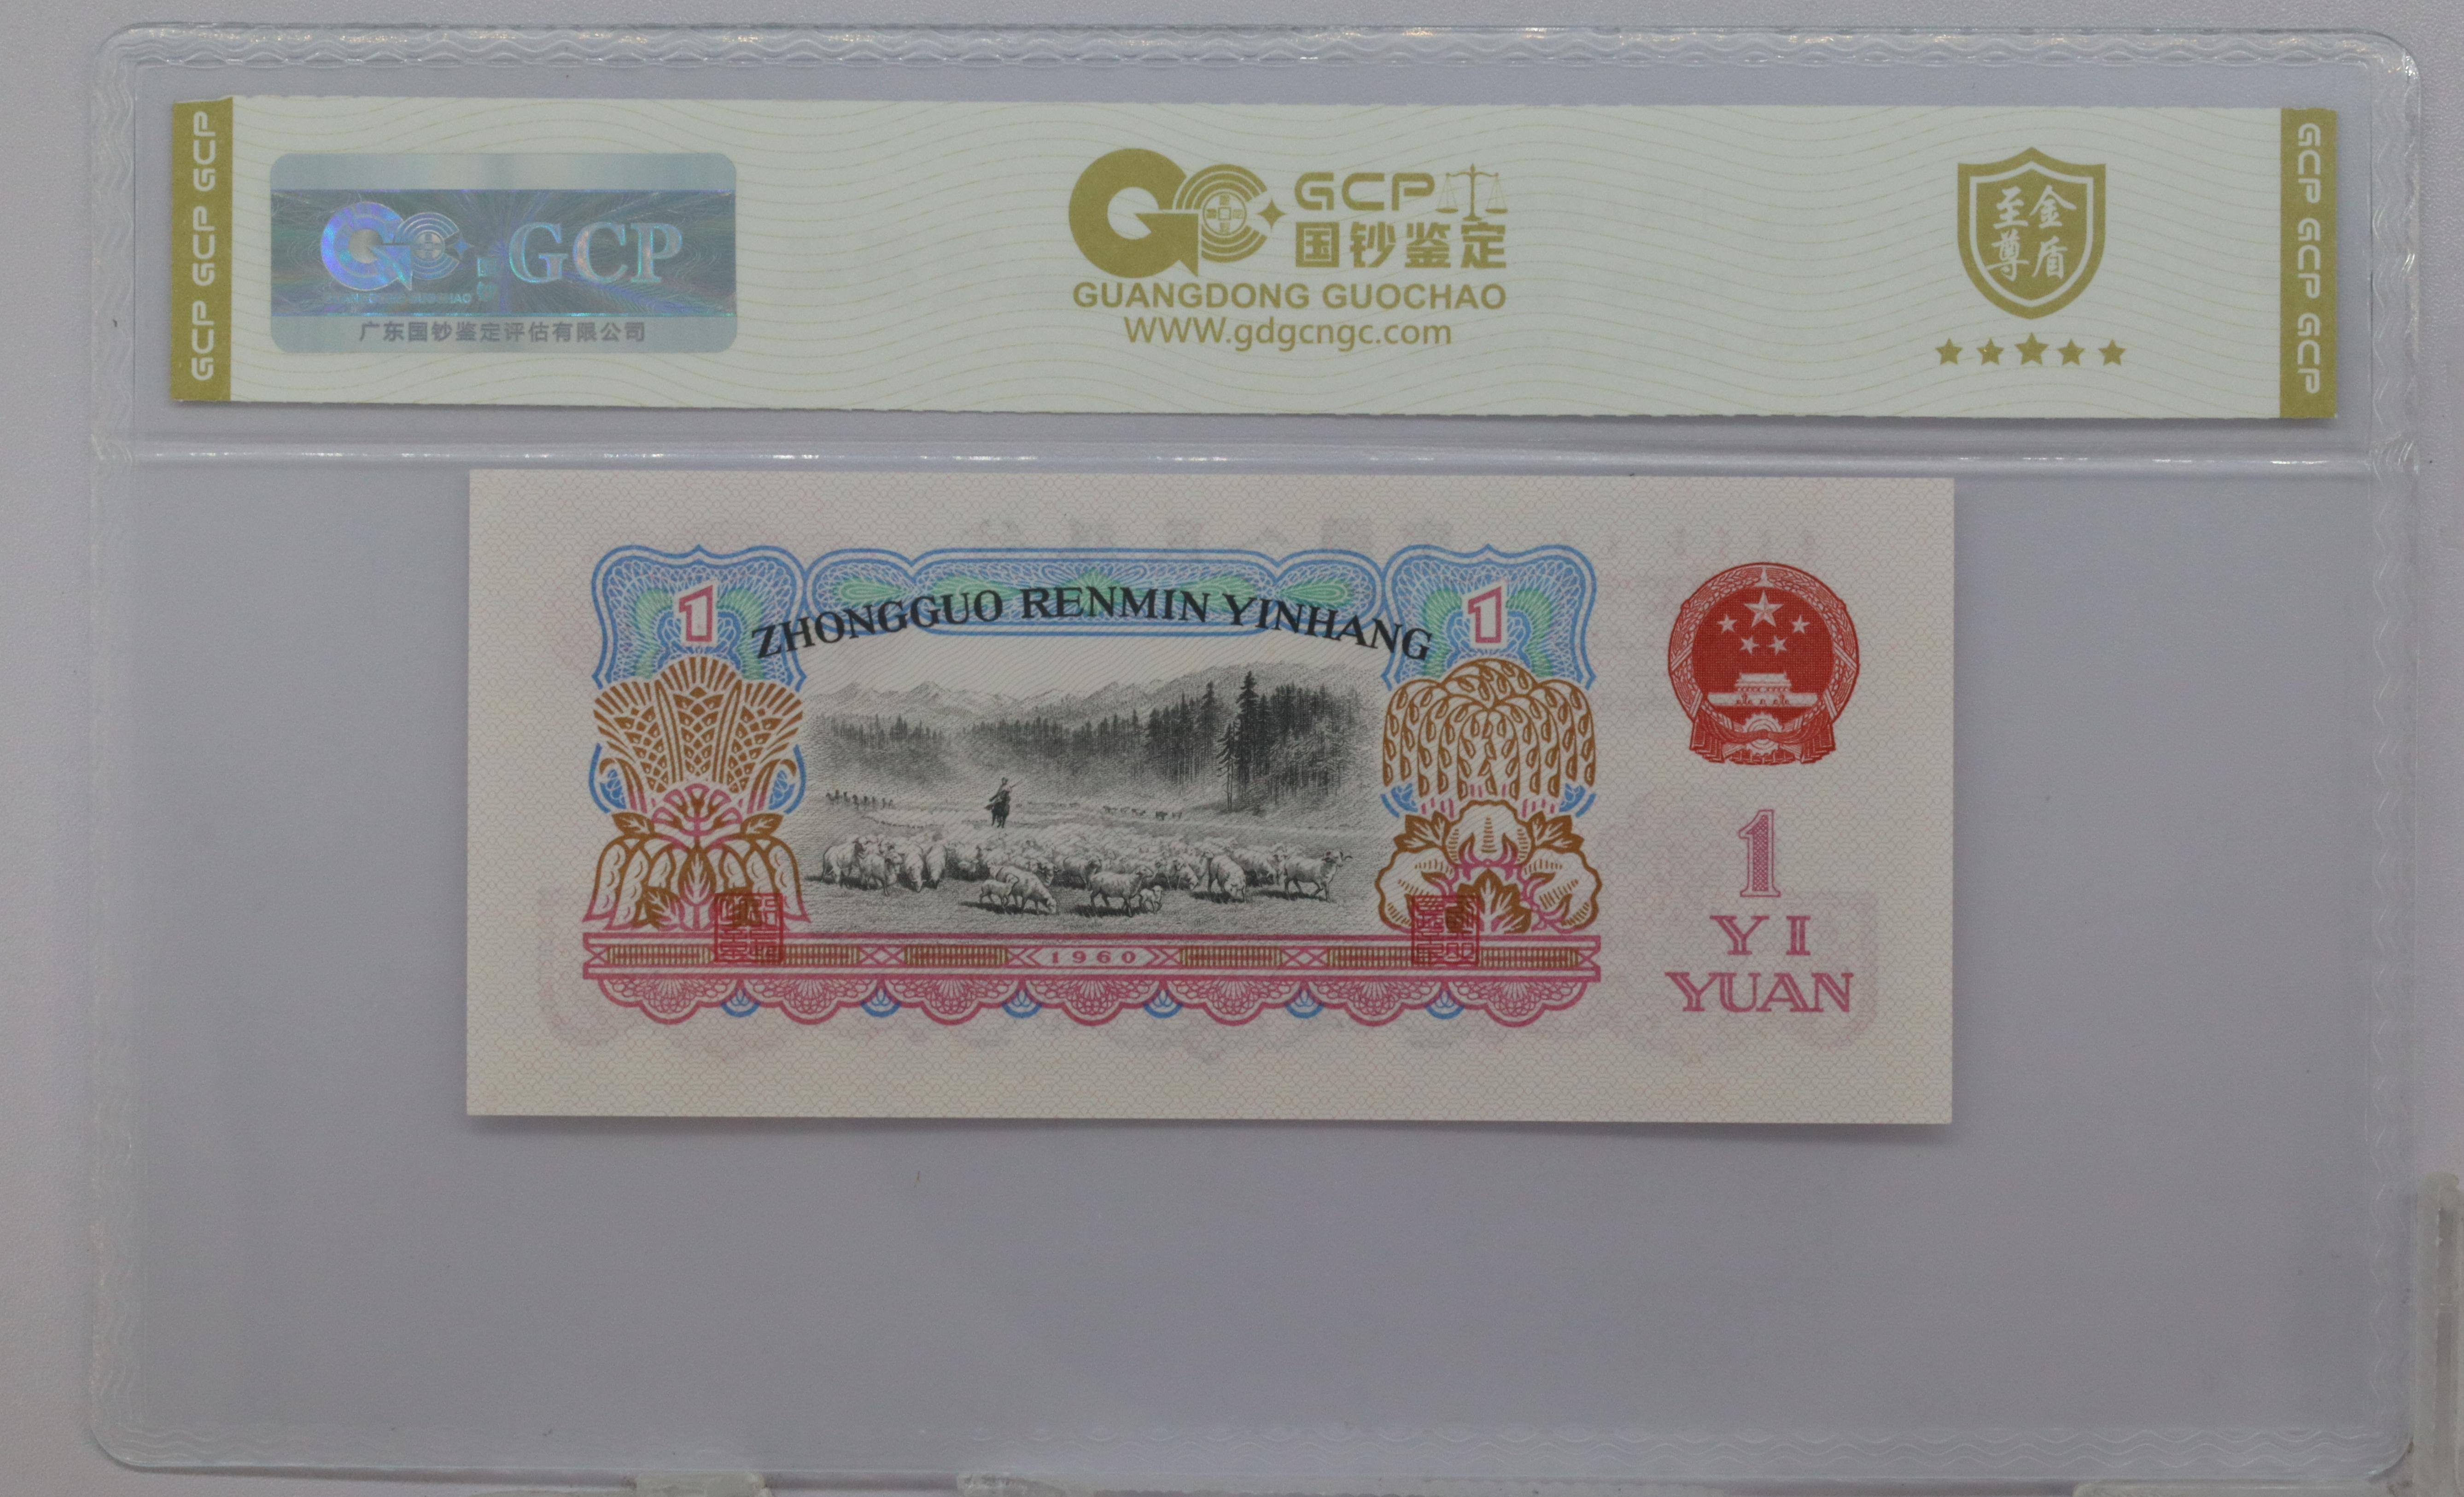 GCP GCP GCP
GCP
GUANGDONG GUOCHAO
广东国钞鉴定评估有限公司
GCP
国钞鉴定
GUANGDONG GUOCHAO
WWW.gdgcngc.com
至尊
金盾
GCP GCP GCP
1
ZHONGGUO RENMIN YINHANG
1
1960
1
YI
YUAN